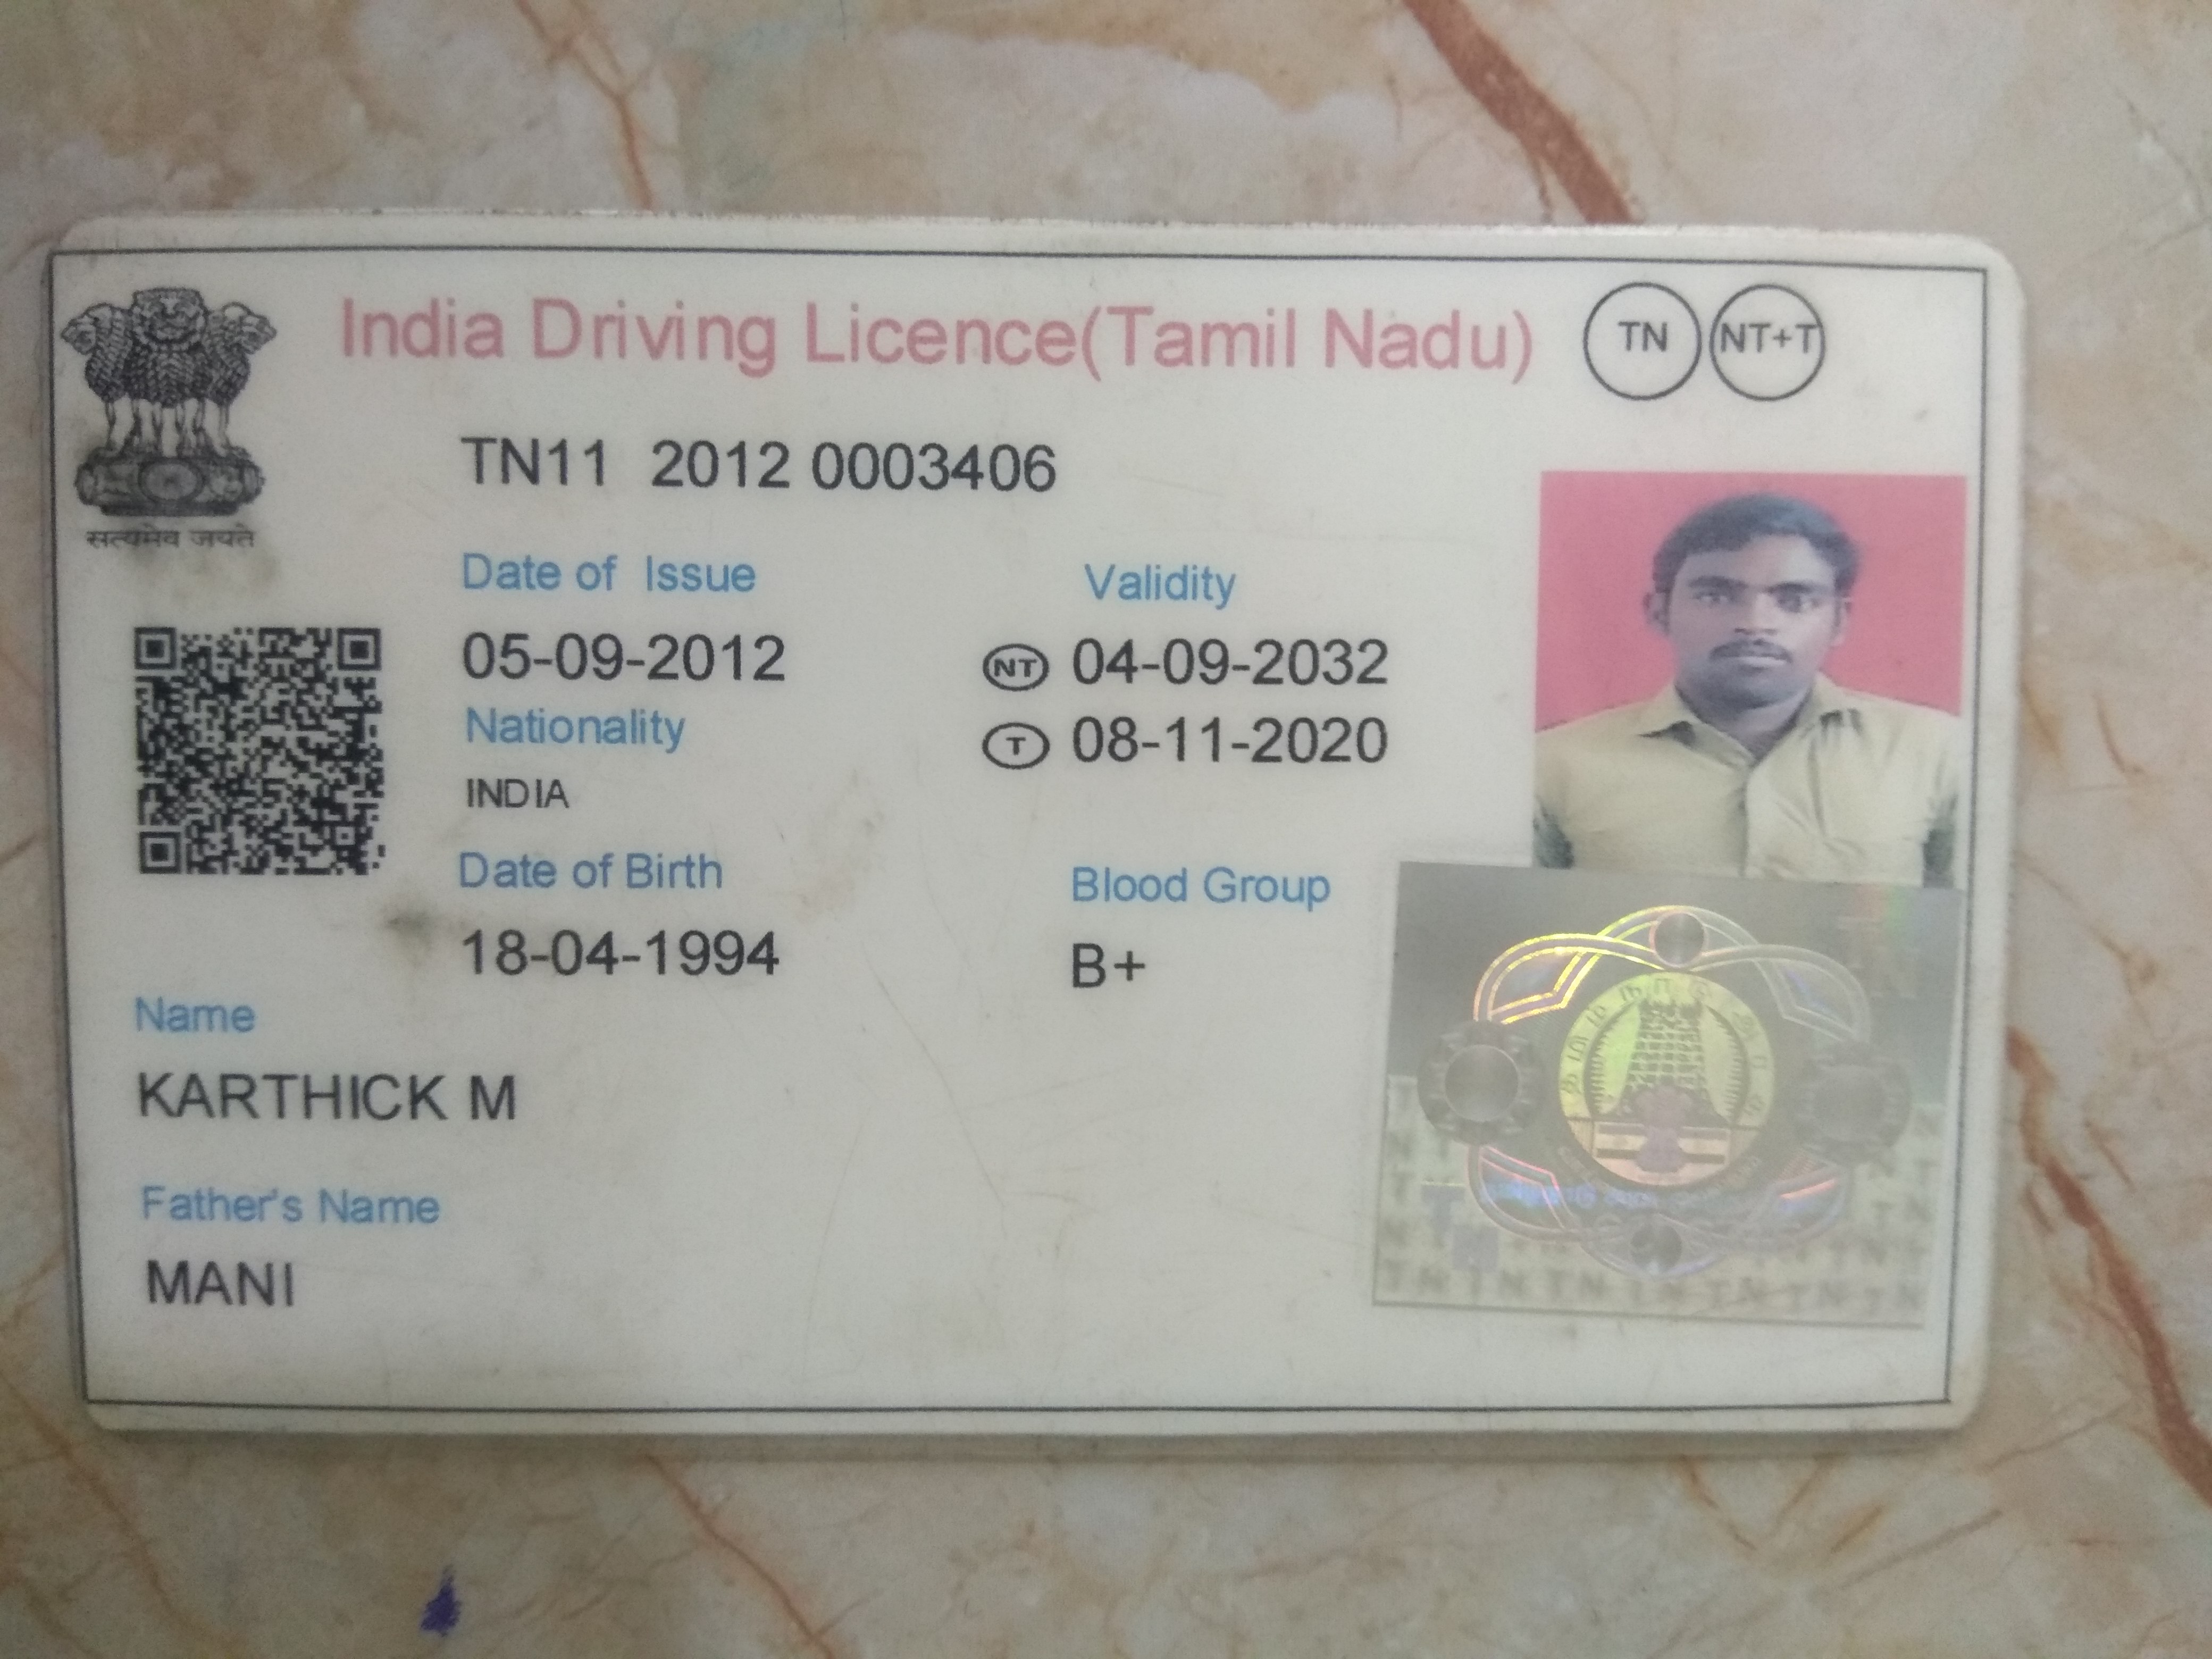 India Driving Licence(Tamil Nadu) TN NT+T
सत्यमेव जयते
TN11 2012 0003406
Date of Issue Validity
05-09-2012 NT 04-09-2032
Nationality T 08-11-2020
INDIA
Date of Birth Blood Group
18-04-1994 B+
Name
KARTHICK M
Father's Name
MANI
TN
T N T N T N T N T N T N T N T N